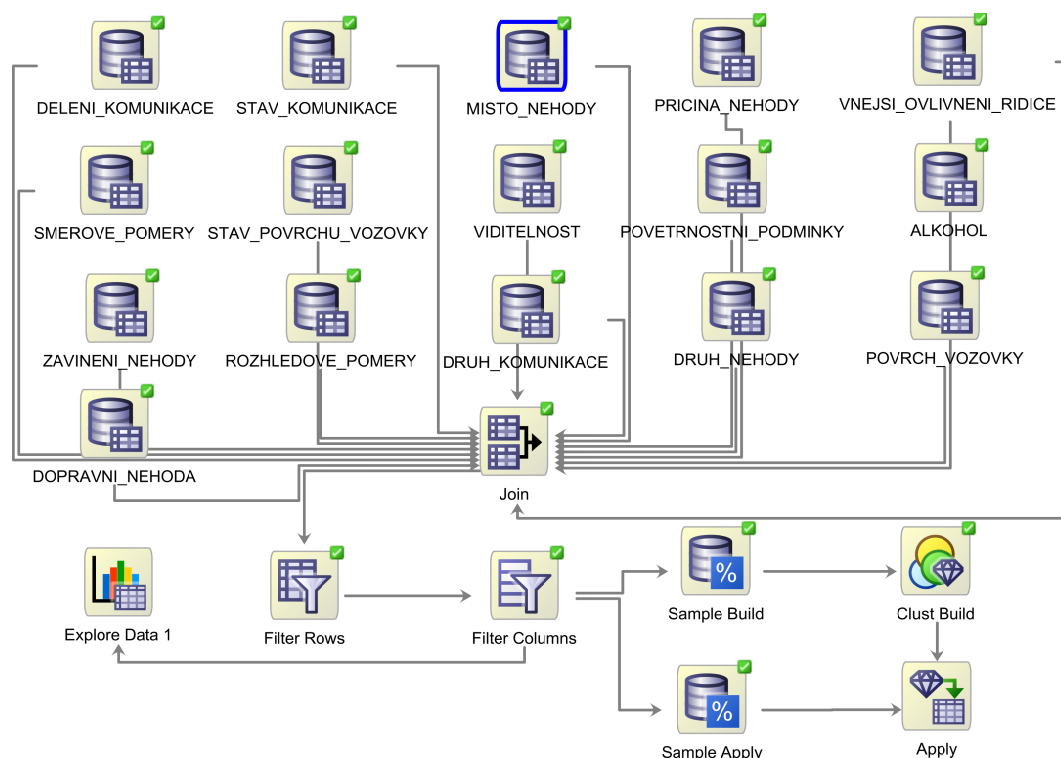 DELENI_KOMUNIKACE
STAV_KOMUNIKACE
MISTO_NEHODY
PRICINA_NEHODY
VNEJSI_OVLIVNENI_RIDICE
SMEROVE_POMERY
STAV_POVRCHU_VOZOVKY
VIDITELNOST
POVETRNOSTNI_PODMINKY
ALKOHOL
ZAVINENI_NEHODY
ROZHLEDOVE_POMERY
DRUH_KOMUNIKACE
DRUH_NEHODY
POVRCH_VOZOVKY
DOPRAVNI_NEHODA
Join
%
Sample Build
Clust Build
Explore Data 1
Filter Rows
Filter Columns
%
Sample Apply
Apply